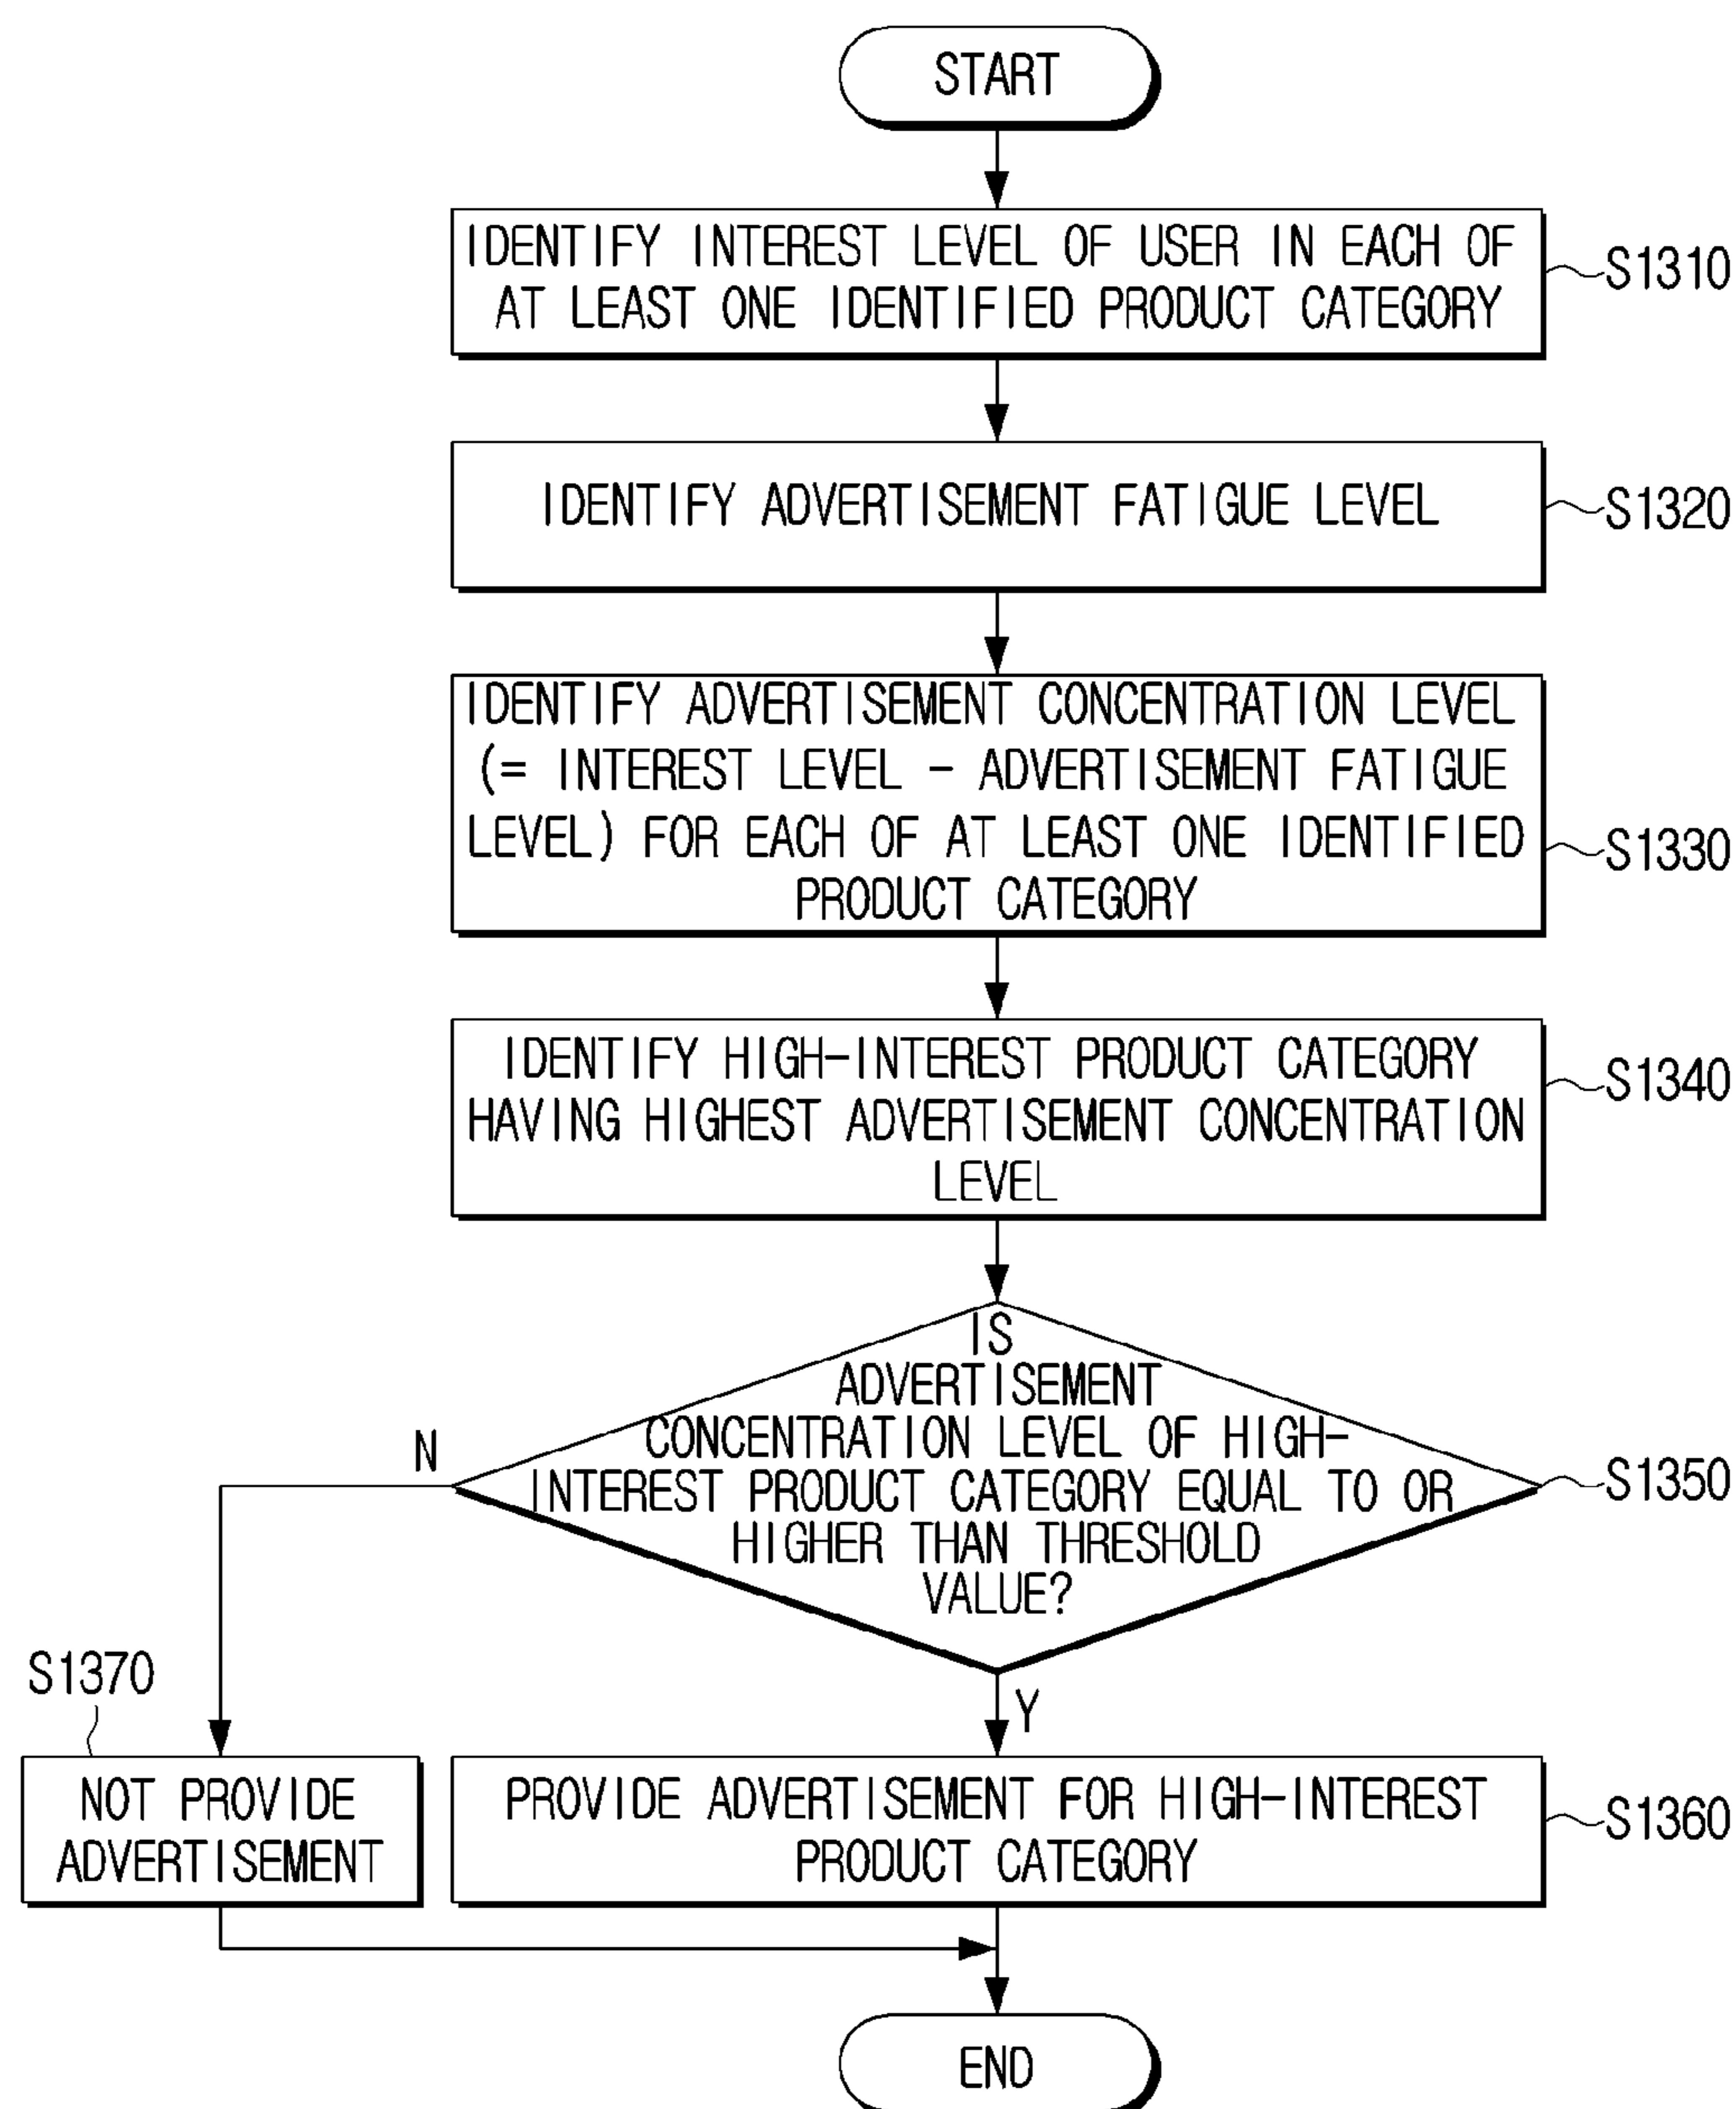 START
IDENTIFY INTEREST LEVEL OF USER IN EACH OF
AT LEAST ONE IDENTIFIED PRODUCT CATEGORY
S1310
IDENTIFY ADVERTISEMENT FATIGUE LEVEL
S1320
IDENTIFY ADVERTISEMENT CONCENTRATION LEVEL
(= INTEREST LEVEL - ADVERTISEMENT FATIGUE
LEVEL) FOR EACH OF AT LEAST ONE IDENTIFIED
PRODUCT CATEGORY
S1330
IDENTIFY HIGH-INTEREST PRODUCT CATEGORY
HAVING HIGHEST ADVERTISEMENT CONCENTRATION
LEVEL
S1340
IS
ADVERTISEMENT
CONCENTRATION LEVEL OF HIGH-
INTEREST PRODUCT CATEGORY EQUAL TO OR
HIGHER THAN THRESHOLD
VALUE?
S1350
N
Y
S1370
NOT PROVIDE
ADVERTISEMENT
PROVIDE ADVERTISEMENT FOR HIGH-INTEREST
PRODUCT CATEGORY
S1360
END